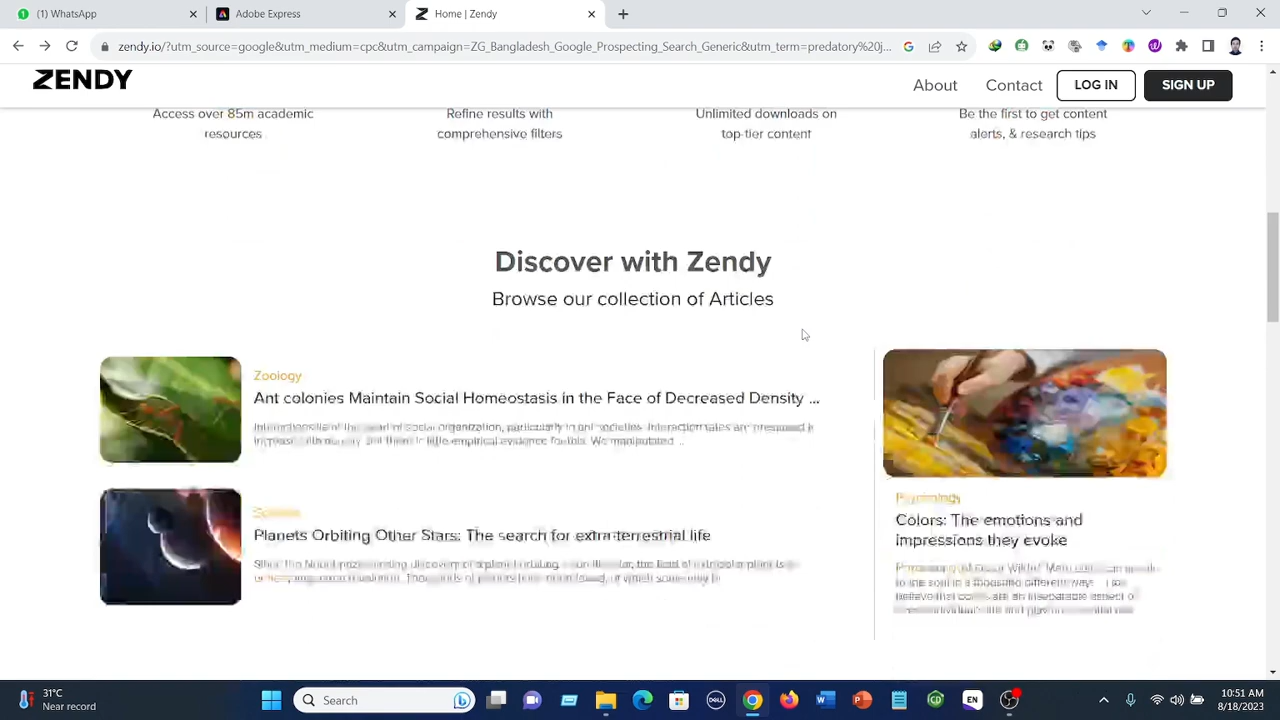 (1) WhatsApp
Adobe Express
Home | Zendy
zendy.io/?utm_source=google&utm_medium=cpc&utm_campaign=ZG_Bangladesh_Google_Prospecting_Search_Generic&utm_term=predatory%20j...
ZENDY
About
Contact
LOG IN
SIGN UP
Access over 85m academic
resources
Refine results with
comprehensive filters
Unlimited downloads on
top-tier content
Be the first to get content
alerts, & research tips
Discover with Zendy
Browse our collection of Articles
Zoology
Ant colonies Maintain Social Homeostasis in the Face of Decreased Density ...
Planets Orbiting Other Stars: The search for extraterrestrial life
Colors: The emotions and
impressions they evoke
31°C
Near record
Search
DELL
EN
10:51 AM
8/18/2023